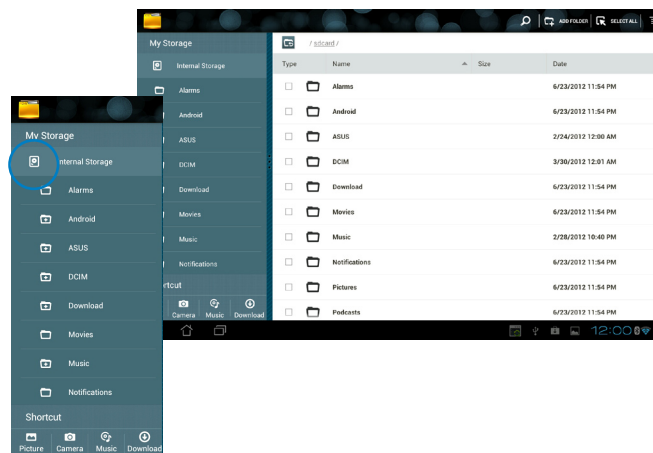 ADD FOLDER SELECT ALL
My Storage
/ sdcard /
Internal Storage
Type Name Size Date
Alarms
Alarms 6/23/2012 11:54 PM
Android
Android 6/23/2012 11:54 PM
ASUS
ASUS 2/24/2012 12:00 AM
DCIM
DCIM 3/30/2012 12:01 AM
Download
Download 6/23/2012 11:54 PM
Movies
Movies 6/23/2012 11:54 PM
Music
Music 2/28/2012 10:40 PM
Notifications
Notifications 6/23/2012 11:54 PM
rtcut
Pictures 6/23/2012 11:54 PM
Camera Music Download
Podcasts 6/23/2012 11:54 PM
12:00
My Storage
nternal Storage
Alarms
Android
ASUS
DCIM
Download
Movies
Music
Notifications
Shortcut
Picture Camera Music Download